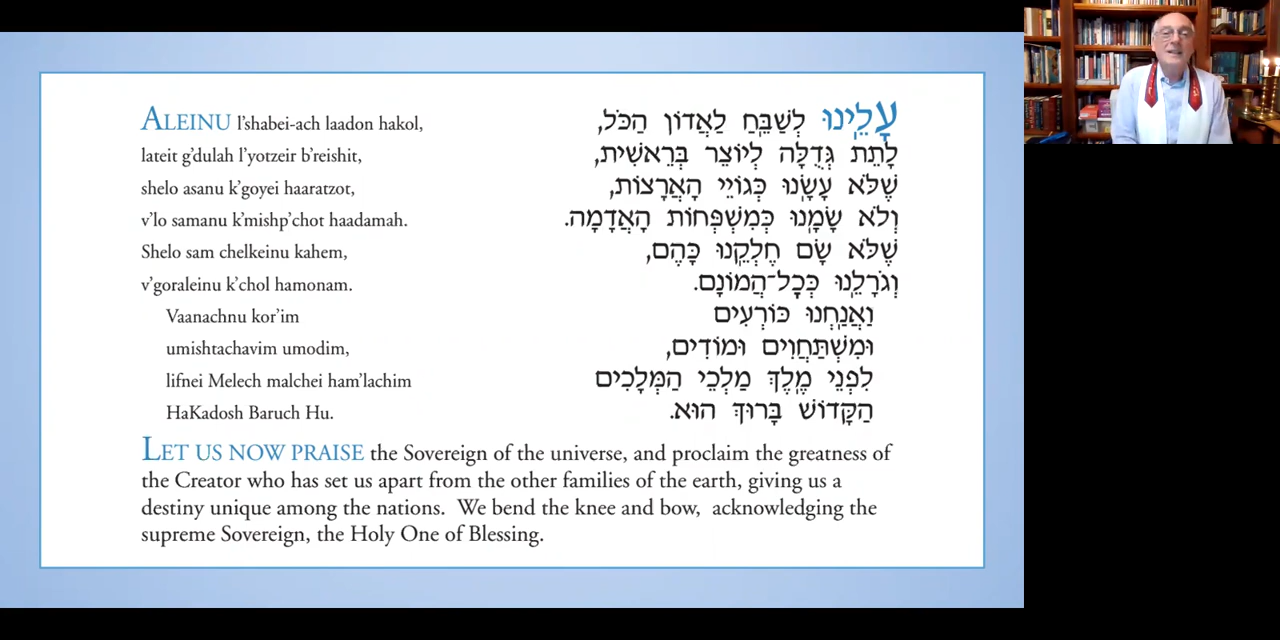 ALEINU l'shabei-ach laadon hakol,
lateit g'dulah l'yotzeir b'reishit,
shelo asanu k'goyei haaratzot,
v'lo samanu k'mishp'chot haadamah.
Shelo sam chelkeinu kahem,
v'goraleinu k'chol hamonam.
Vaanachnu kor'im
umishtachavim umodim,
lifnei Melech malchei ham'lachim
HaKadosh Baruch Hu.
עָלֵֽינוּ לְשַׁבֵּֽחַ לַאֲדוֹן הַכֹּל,
לָתֵת גְּדֻלָּה לְיוֹצֵר בְּרֵאשִׁית,
שֶׁלֹּא עָשָֽׂנוּ כְּגוֹיֵי הָאֲרָצוֹת,
וְלֹא שָׂמָֽנוּ כְּמִשְׁפְּחוֹת הָאֲדָמָה.
שֶׁלֹּא שָׂם חֶלְקֵֽנוּ כָּהֶם,
וְגֹרָלֵֽנוּ כְּכׇל־הֲמוֹנָם.
וַאֲנַֽחְנוּ כּוֹרְעִים
וּמִשְׁתַּחֲוִים וּמוֹדִים,
לִפְנֵי מֶֽלֶךְ מַלְכֵי הַמְּלָכִים
הַקָּדוֹשׁ בָּרוּךְ הוּא.
LET US NOW PRAISE the Sovereign of the universe, and proclaim the greatness of
the Creator who has set us apart from the other families of the earth, giving us a
destiny unique among the nations. We bend the knee and bow, acknowledging the
supreme Sovereign, the Holy One of Blessing.